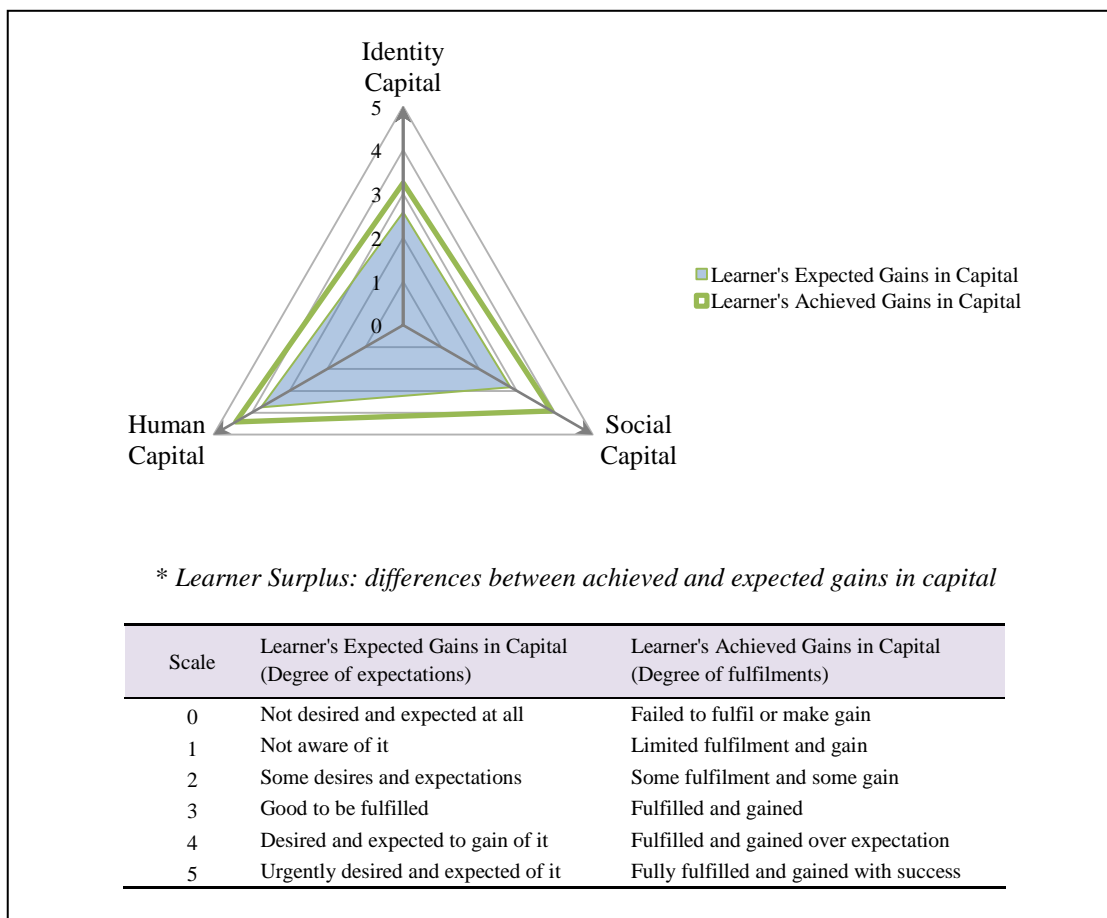 Identity
Capital
5
4
3
2
1
0
Learner's Expected Gains in Capital
Learner's Achieved Gains in Capital
Human
Capital
Social
Capital
* Learner Surplus: differences between achieved and expected gains in capital
Scale
Learner's Expected Gains in Capital
(Degree of expectations)
Learner's Achieved Gains in Capital
(Degree of fulfilments)
0 Not desired and expected at all Failed to fulfil or make gain
1 Not aware of it Limited fulfilment and gain
2 Some desires and expectations Some fulfilment and some gain
3 Good to be fulfilled Fulfilled and gained
4 Desired and expected to gain of it Fulfilled and gained over expectation
5 Urgently desired and expected of it Fully fulfilled and gained with success